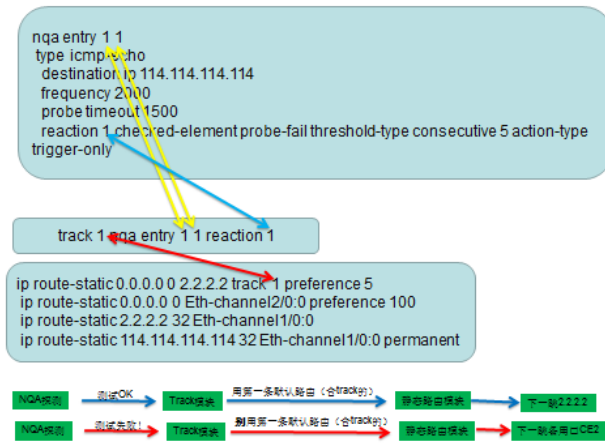 nqa entry 1 1
type icmp-echo
destination ip 114.114.114.114
frequency 2000
probe timeout 1500
reaction 1 checked-element probe-fail threshold-type consecutive 5 action-type
trigger-only
track 1 nqa entry 1 1 reaction 1
ip route-static 0.0.0.0 0 2.2.2.2 track 1 preference 5
ip route-static 0.0.0.0 0 Eth-channel2/0:0 preference 100
ip route-static 2.2.2.2 32 Eth-channel1/0:0
ip route-static 114.114.114.114 32 Eth-channel1/0:0 permanent
NQA探测 测试OK Track模块 用第一条默认路由(含track的) 静态路由模块 下一跳2.2.2.2
NQA探测 测试失败! Track模块 别用第一条默认路由(含track的) 静态路由模块 下一跳备用口CE2